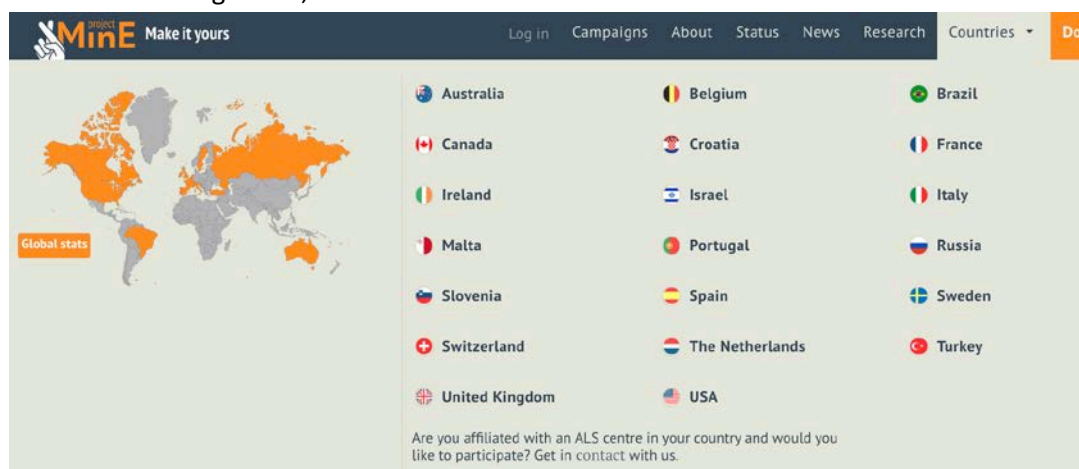 project
MinE Make it yours Log in Campaigns About Status News Research Countries Do
Australia Belgium Brazil
Canada Croatia France
Ireland Israel Italy
Global stats
Malta Portugal Russia
Slovenia Spain Sweden
Switzerland The Netherlands Turkey
United Kingdom USA
Are you affiliated with an ALS centre in your country and would you
like to participate? Get in contact with us.